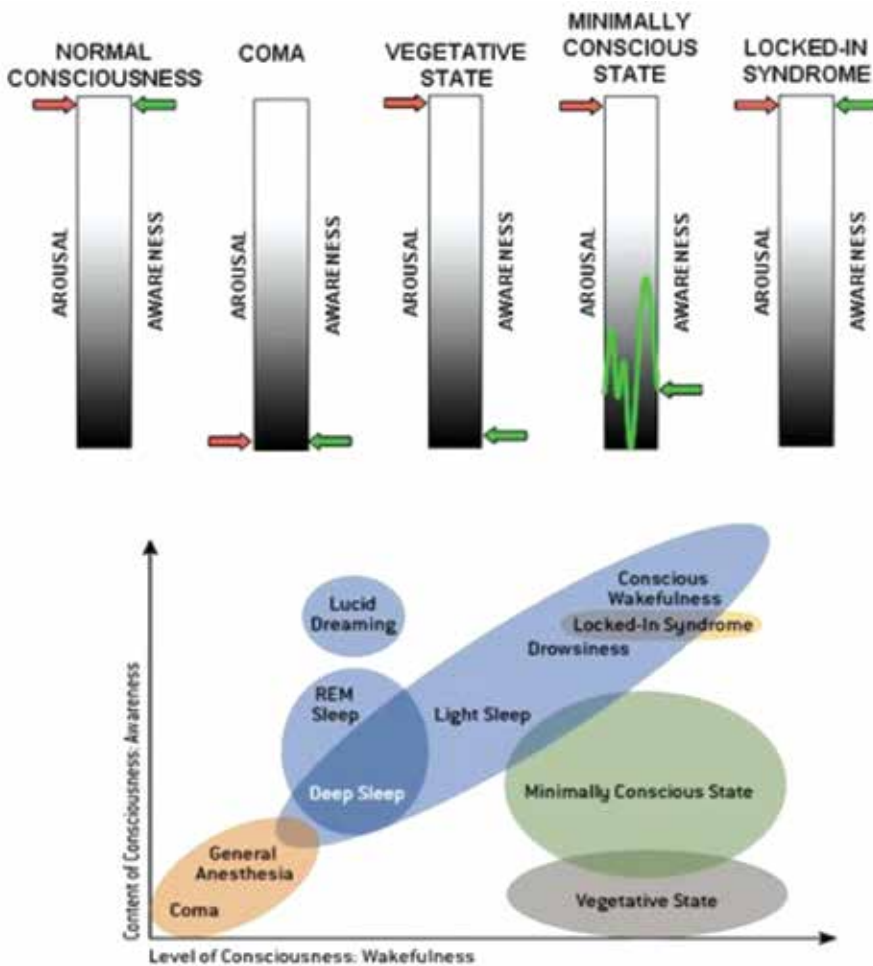 NORMAL
CONSCIOUSNESS
COMA
VEGETATIVE
STATE
MINIMALLY
CONSCIOUS
STATE
LOCKED-IN
SYNDROME
AROUSAL
AWARENESS
AROUSAL
AWARENESS
AROUSAL
AWARENESS
AROUSAL
AWARENESS
AROUSAL
AWARENESS
Content of Consciousness: Awareness
Lucid
Dreaming
Conscious
Wakefulness
Locked-In Syndrome
Drowsiness
REM
Sleep
Light Sleep
Deep Sleep
Minimally Conscious State
General
Anesthesia
Coma
Vegetative State
Level of Consciousness: Wakefulness